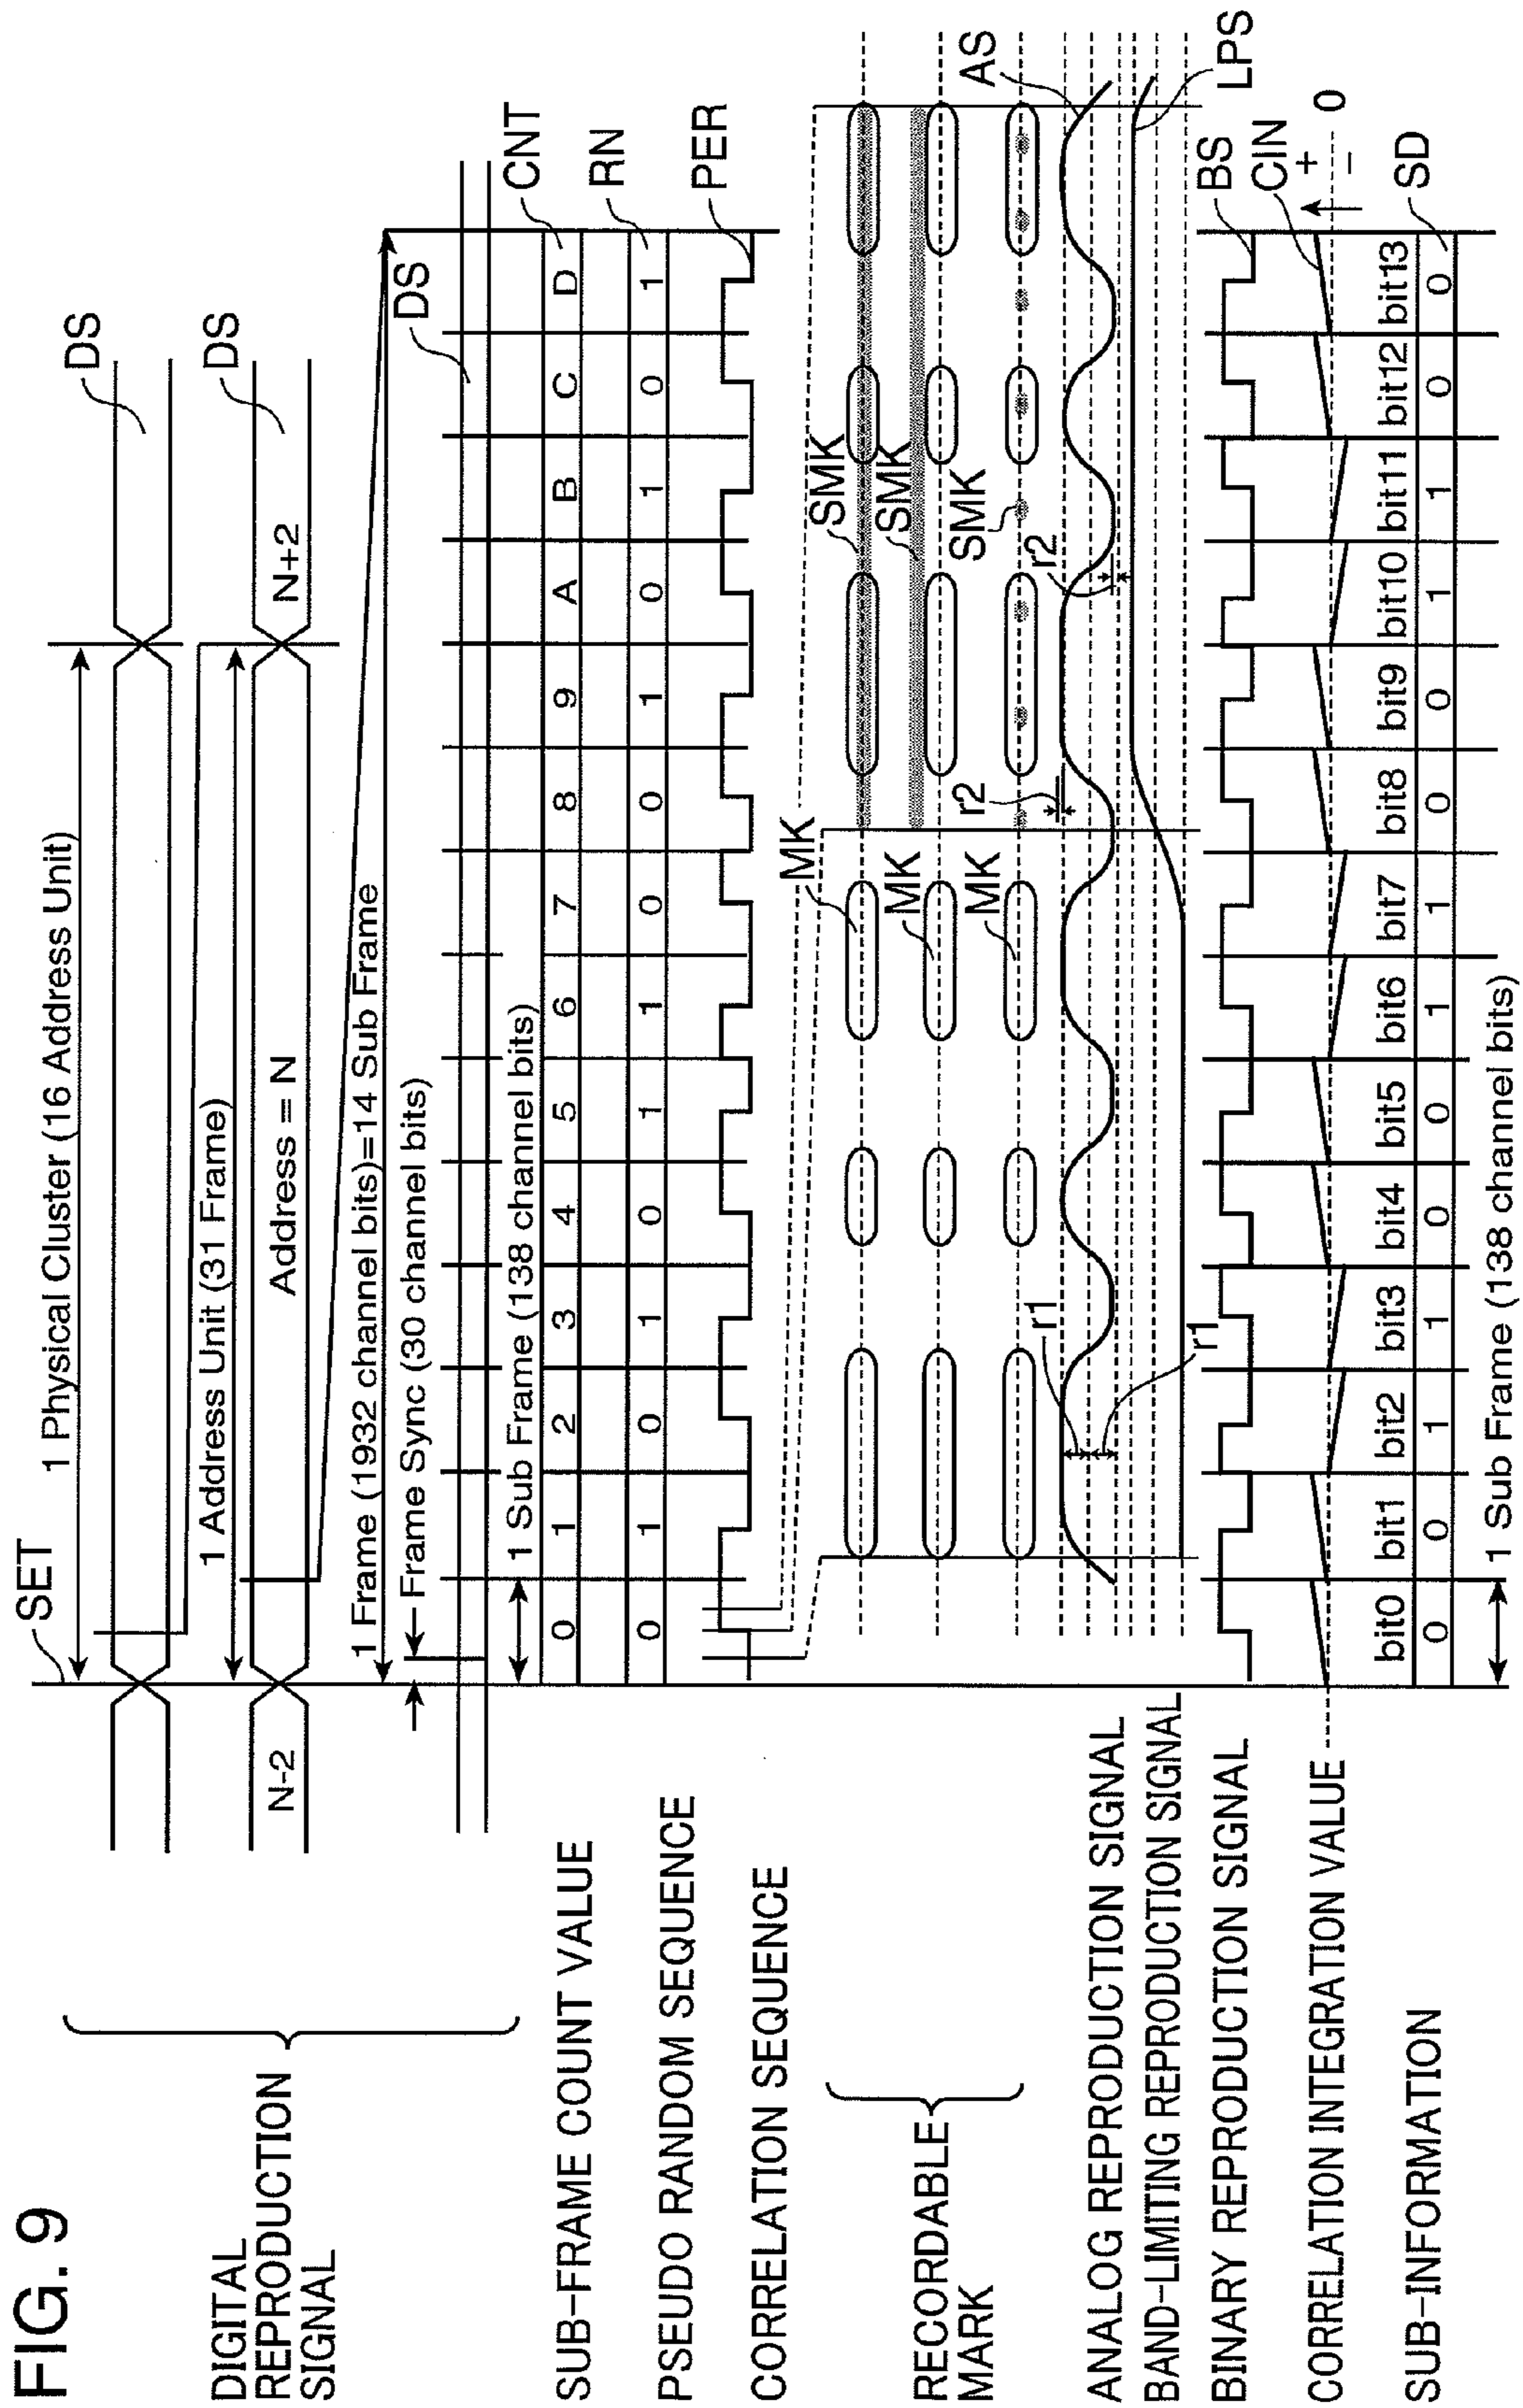 FIG. 9
SET
1 Physical Cluster (16 Address Unit)
DS
1 Address Unit (31 Frame)
DS
N-2
Address = N
N+2
DIGITAL
REPRODUCTION
SIGNAL
1 Frame (1932 channel bits)=14 Sub Frame
Frame Sync (30 channel bits)
DS
1 Sub Frame (138 channel bits)
CNT
SUB-FRAME COUNT VALUE
0 1 2 3 4 5 6 7 8 9 A B C D
RN
PSEUDO RANDOM SEQUENCE
0 1 0 1 0 1 1 0 0 1 0 1 0 1
PER
CORRELATION SEQUENCE
MK
SMK
SMK
MK
RECORDABLE
MARK
MK
SMK
AS
r1
r2
r2
ANALOG REPRODUCTION SIGNAL
r1
LPS
BAND-LIMITING REPRODUCTION SIGNAL
BS
BINARY REPRODUCTION SIGNAL
CIN
+
0
-
CORRELATION INTEGRATION VALUE
bit0 bit1 bit2 bit3 bit4 bit5 bit6 bit7 bit8 bit9 bit10 bit11 bit12 bit13
SD
SUB-INFORMATION
0 0 1 1 0 0 1 1 0 0 1 1 0 0
1 Sub Frame (138 channel bits)